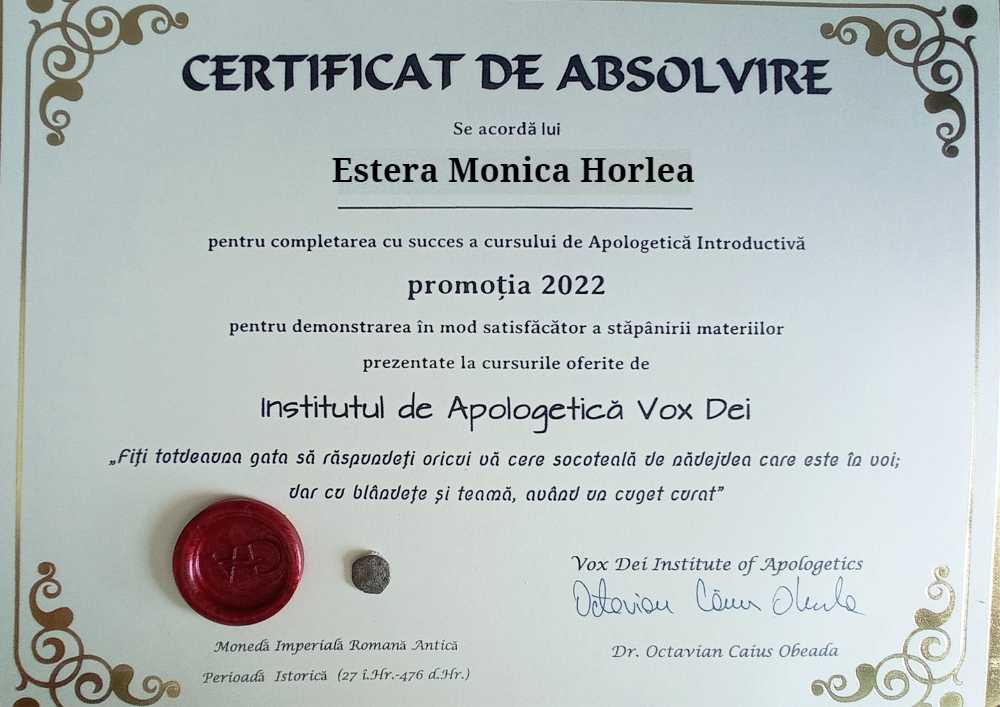 CERTIFICAT DE ABSOLVIRE
Se acordă lui
Estera Monica Horlea
pentru completarea cu succes a cursului de Apologetică Introductivă
promoția 2022
pentru demonstrarea în mod satisfăcător a stăpânirii materiilor
prezentate la cursurile oferite de
Institutul de Apologetică Vox Dei
„Fiți totdeauna gata să răspundeți oricui vă cere socoteală de nădejdea care este în voi;
dar cu blândețe și teamă, având un cuget curat”
Vox Dei Institute of Apologetics
Octavian Caius Obeada
Monedă Imperială Romană Antică
Dr. Octavian Caius Obeada
Perioadă Istorică (27 î.Hr.-476 d.Hr.)